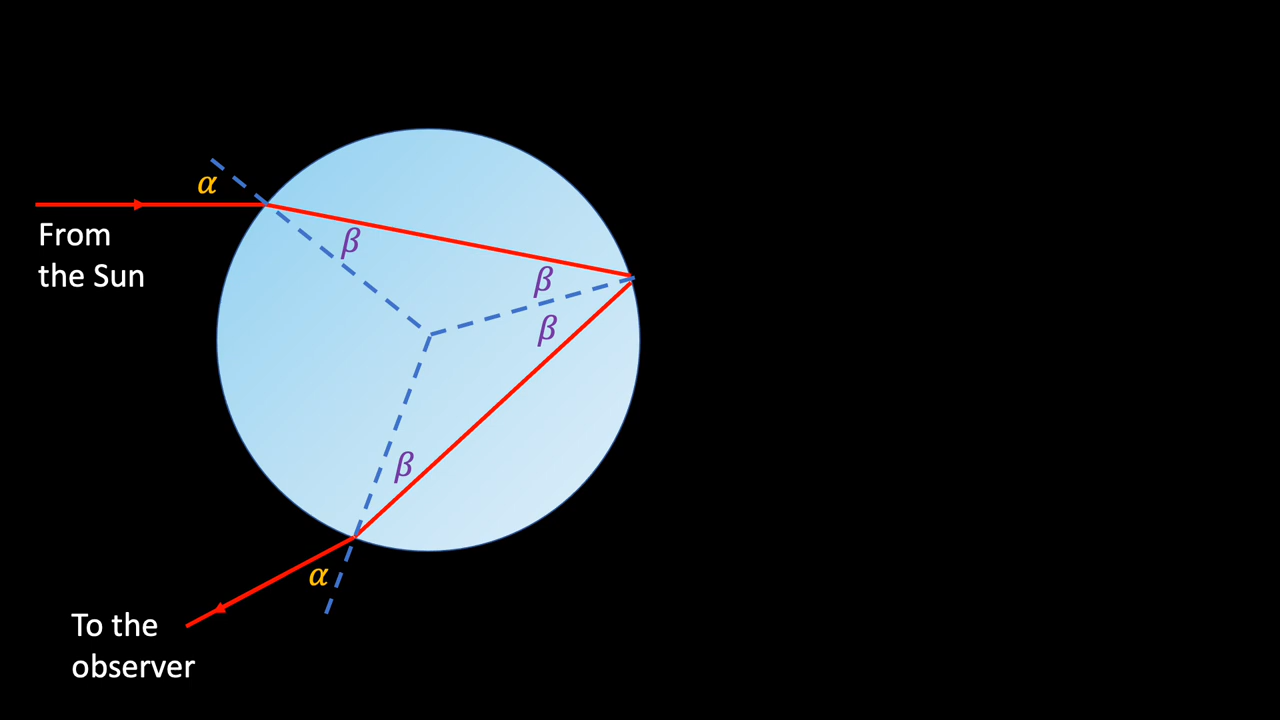 α
From
the Sun
β
β
β
β
α
To the
observer